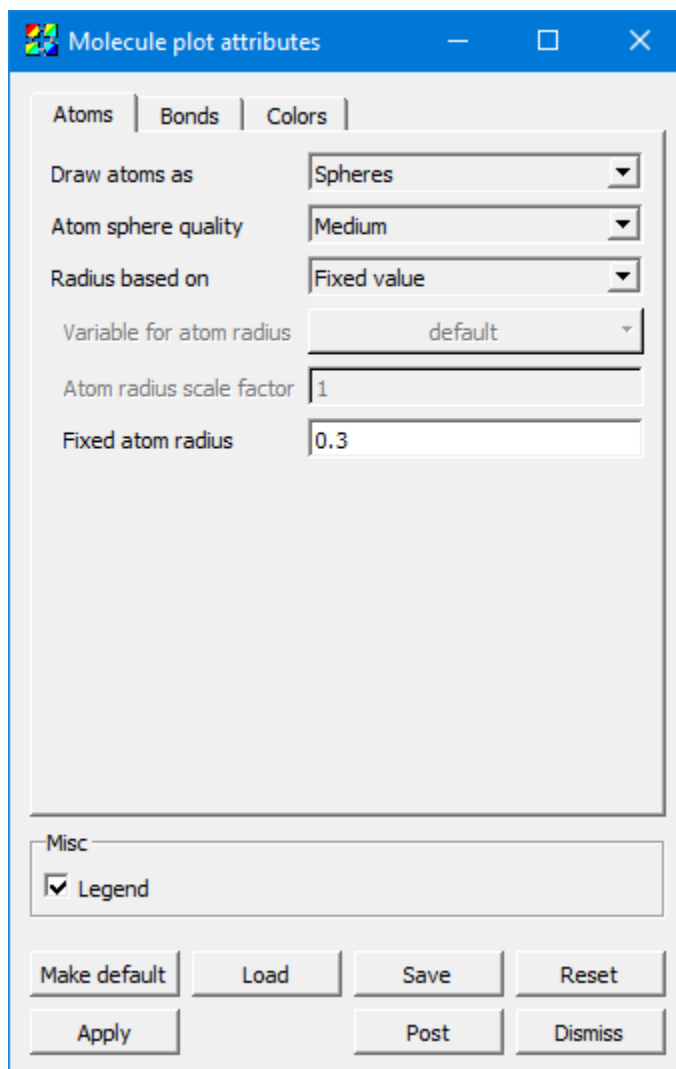 Molecule plot attributes
Atoms Bonds Colors
Draw atoms as Spheres
Atom sphere quality Medium
Radius based on Fixed value
Variable for atom radius default
Atom radius scale factor 1
Fixed atom radius 0.3
Misc
Legend
Make default Load Save Reset
Apply Post Dismiss